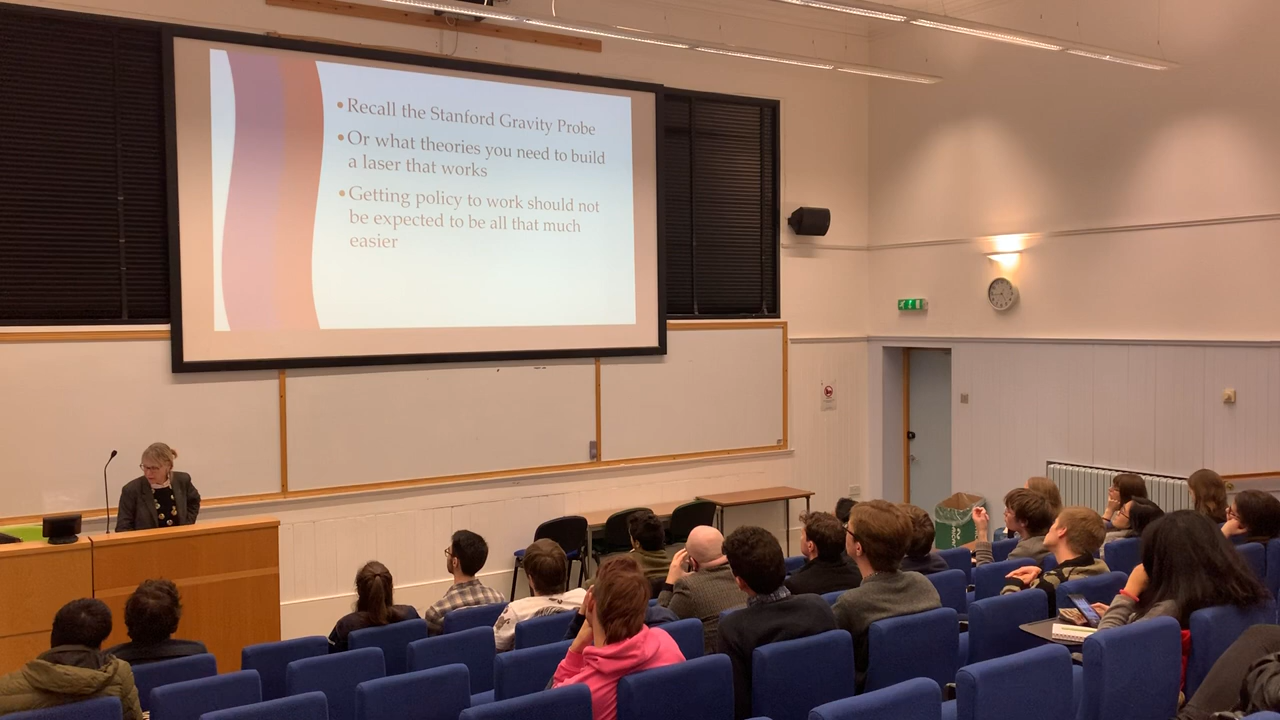 •Recall the Stanford Gravity Probe
•Or what theories you need to build
a laser that works
•Getting policy to work should not
be expected to be all that much
easier